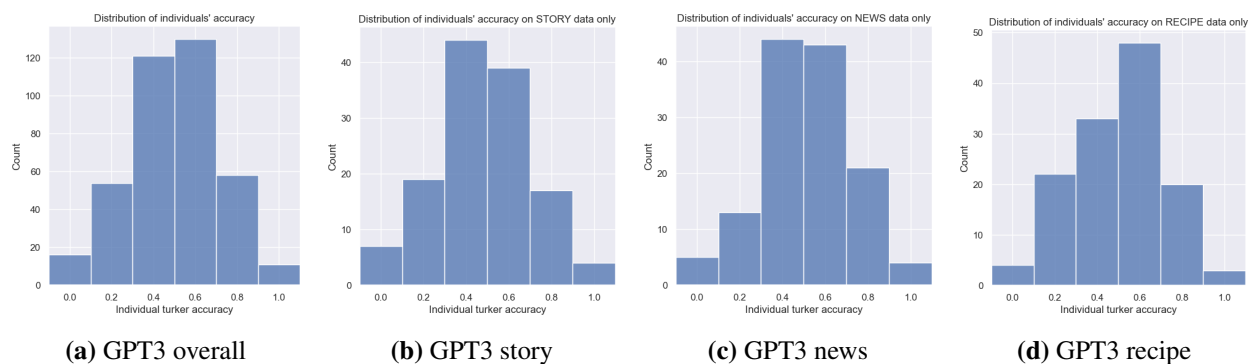 Distribution of individuals' accuracy
120
100
80
60
40
20
0
Count
0.0 0.2 0.4 0.6 0.8 1.0
Individual turker accuracy
(a) GPT3 overall
Distribution of individuals' accuracy on STORY data only
40
30
20
10
0
Count
0.0 0.2 0.4 0.6 0.8 1.0
Individual turker accuracy
(b) GPT3 story
Distribution of individuals' accuracy on NEWS data only
40
30
20
10
0
Count
0.0 0.2 0.4 0.6 0.8 1.0
Individual turker accuracy
(c) GPT3 news
Distribution of individuals' accuracy on RECIPE data only
50
40
30
20
10
0
Count
0.0 0.2 0.4 0.6 0.8 1.0
Individual turker accuracy
(d) GPT3 recipe